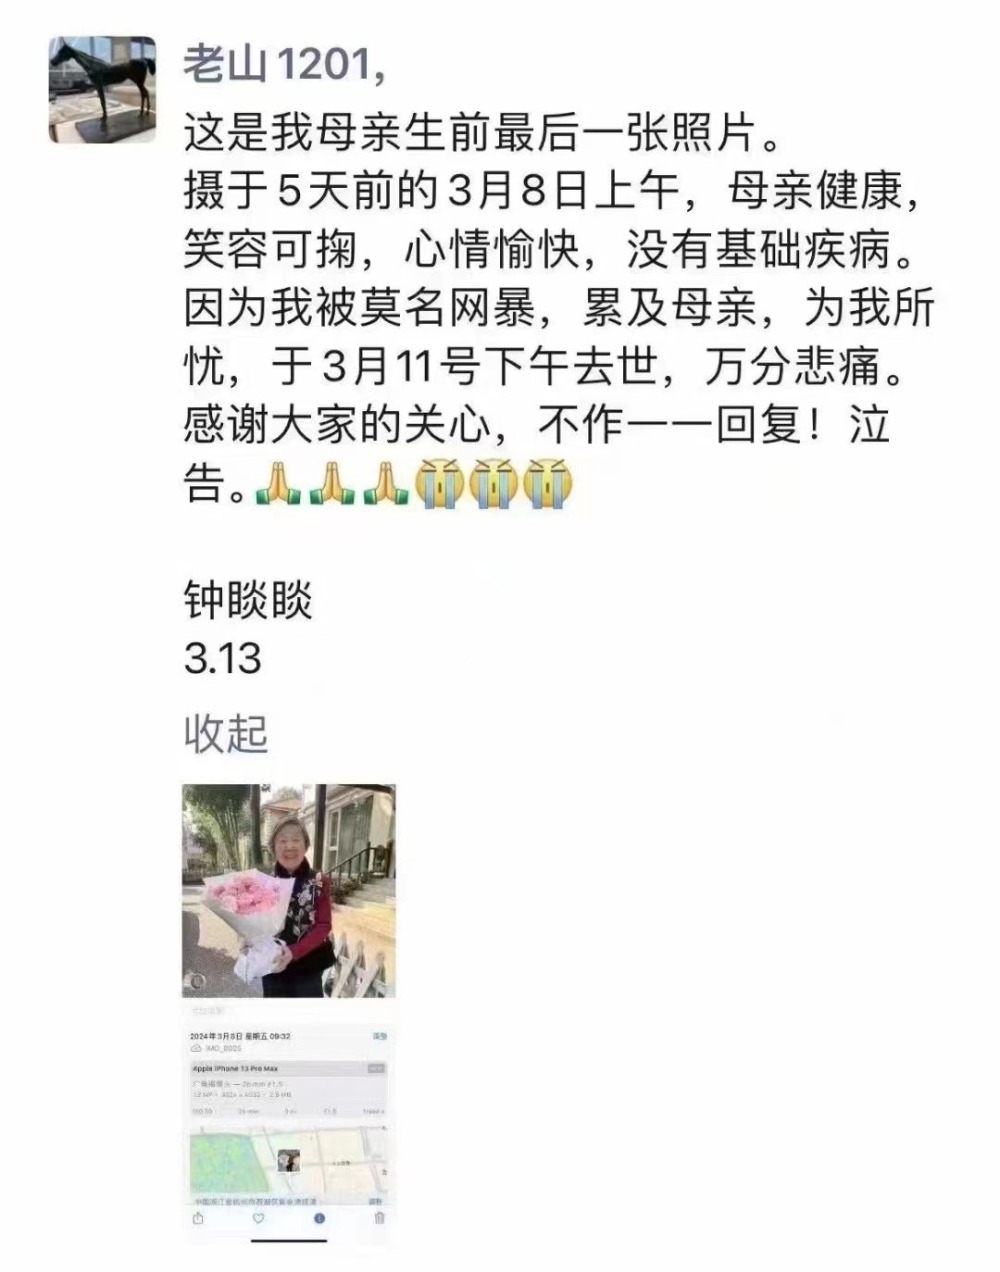 老山1201,
这是我母亲生前最后一张照片。
摄于5天前的3月8日上午，母亲健康，
笑容可掬，心情愉快，没有基础疾病。
因为我被莫名网暴，累及母亲，为我所
忧，于3月11号下午去世，万分悲痛。
感谢大家的关心，不作一一回复！泣
告。🙏🙏🙏😭😭😭
钟睒睒
3.13
收起
2024年3月8日 星期五 09:32
调整
IMG_0025
Apple iPhone 13 Pro Max